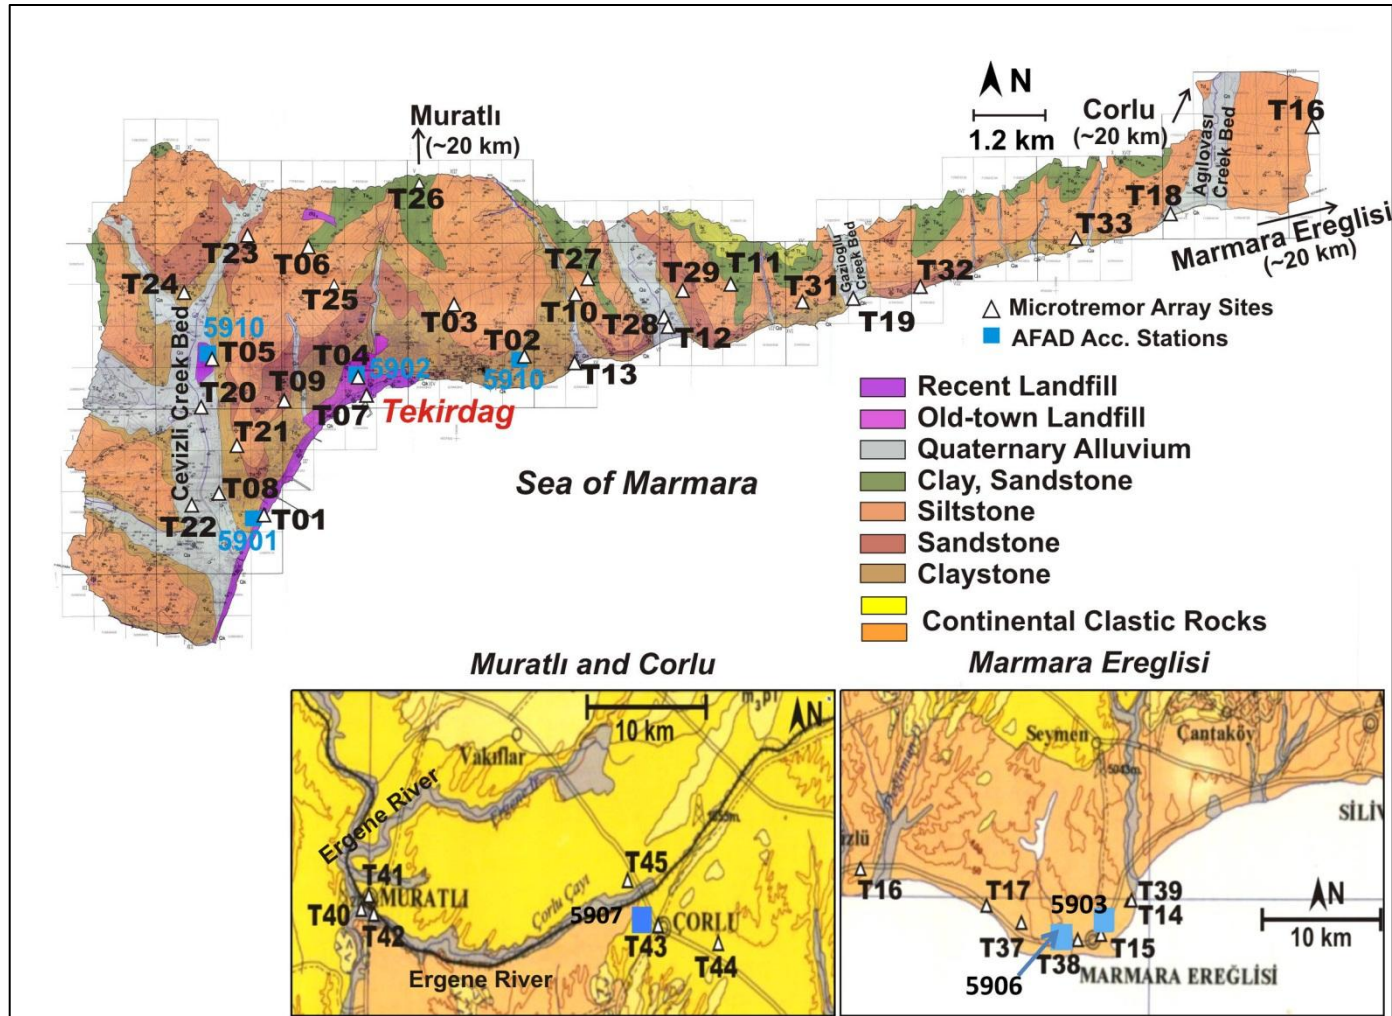 Muratlı
(~20 km)
N
1.2 km
Corlu
(~20 km)
T16
Agılovası
Creek Bed
T26
T18
T33
Marmara Ereglisi
(~20 km)
T23
T06
T24
T25
T27
T29
T11
Gazioglu
Creek Bed
T32
T31
T10
T03
T28
T12
T19
5910
T05
T04
5902
T02
5910
T13
T09
T20
T07
Tekirdag
T21
Cevizli Creek Bed
T08
T22
T01
5901
Sea of Marmara
Microtremor Array Sites
AFAD Acc. Stations
Recent Landfill
Old-town Landfill
Quaternary Alluvium
Clay, Sandstone
Siltstone
Sandstone
Claystone
Continental Clastic Rocks
Muratlı and Corlu
Marmara Ereglisi
10 km
N
Vakıflar
Ergene River
T41
MURATLI
T40
T42
Çorlu Çayı
T45
5907
ÇORLU
T43
T44
Ergene River
Seymen
Çantaköy
SİLİV
T16
T17
5903
T39
T14
N
10 km
T37
T38
T15
5906
MARMARA EREĞLİSİ